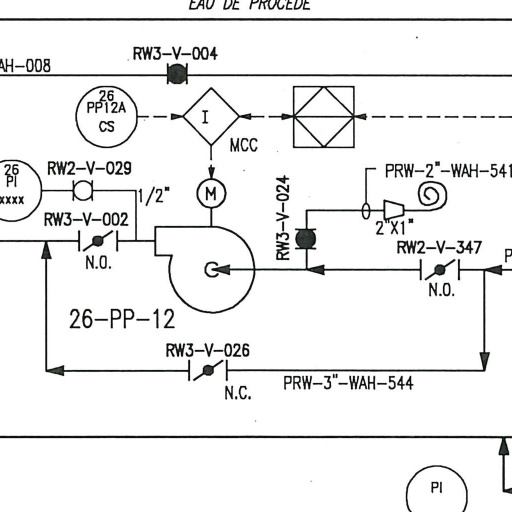 EAU DE PROCEDE
RW3-V-004
AH-008
26
PP12A
CS
I
MCC
26
PI
xxxx
RW2-V-029
1/2"
M
RW3-V-024
PRW-2"-WAH-541
2"X1"
RW3-V-002
N.O.
RW2-V-347
N.O.
P
C
26-PP-12
RW3-V-026
N.C.
PRW-3"-WAH-544
PI